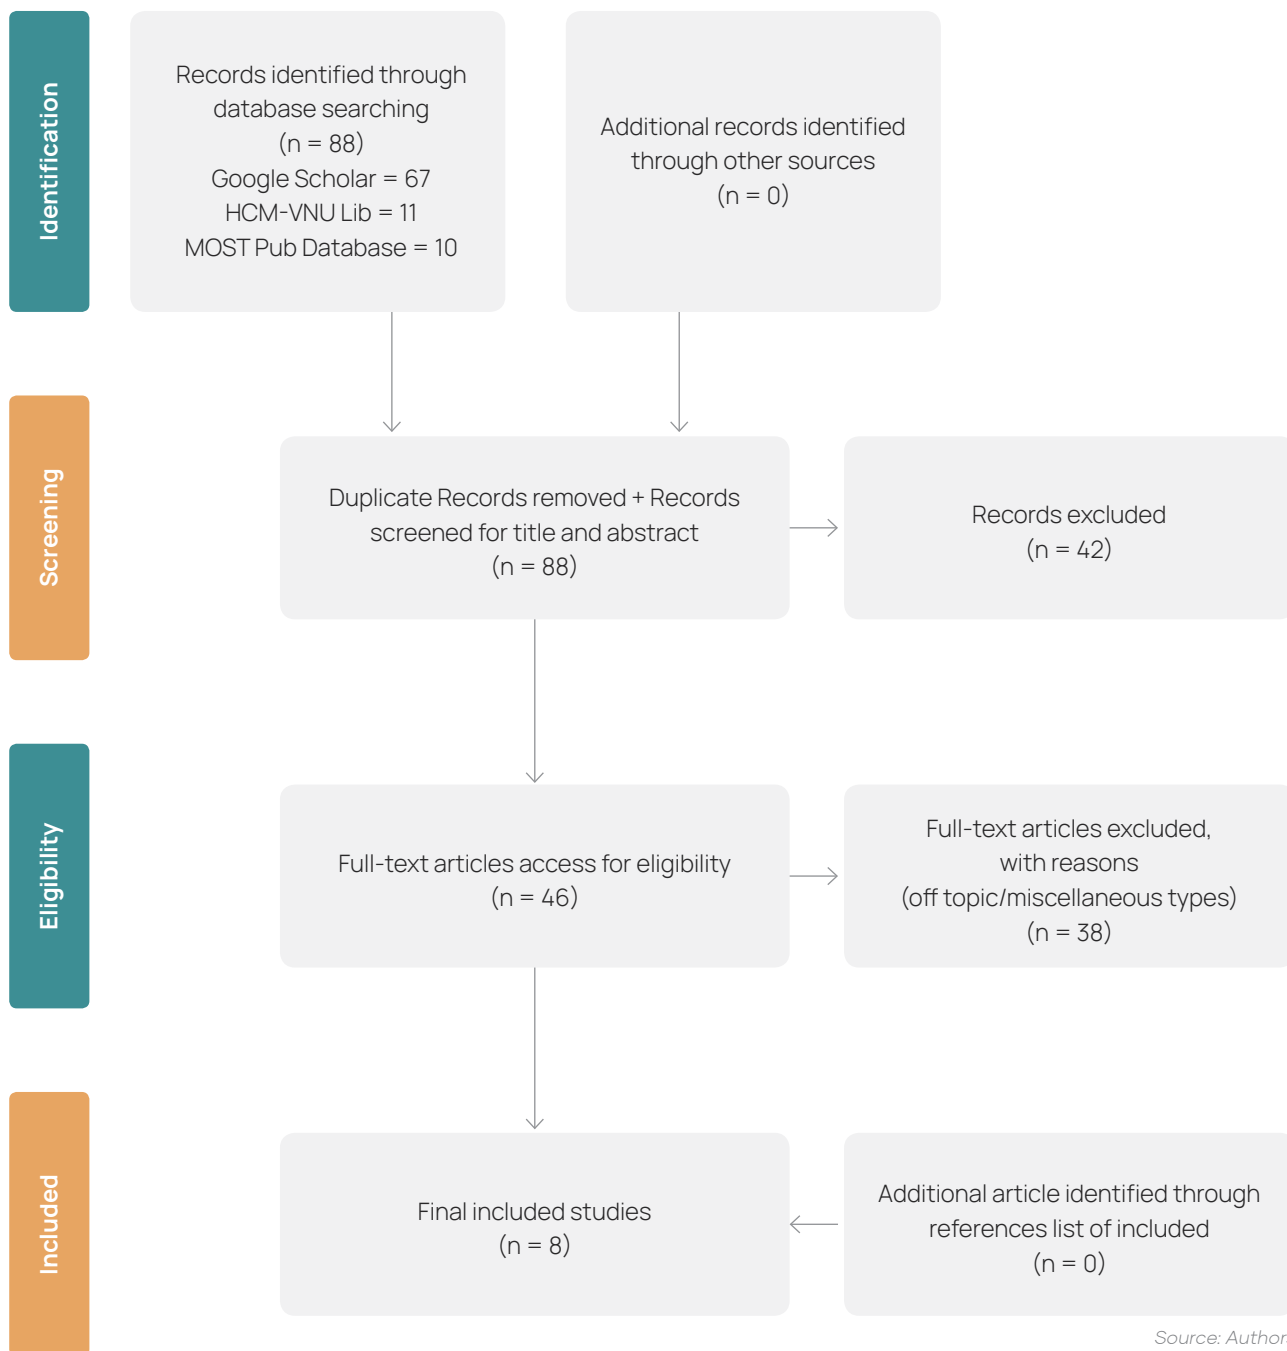 Identification
Records identified through
database searching
(n = 88)
Google Scholar = 67
HCM-VNU Lib = 11
MOST Pub Database = 10
Additional records identified
through other sources
(n = 0)
Screening
Duplicate Records removed + Records
screened for title and abstract
(n = 88)
Records excluded
(n = 42)
Eligibility
Full-text articles access for eligibility
(n = 46)
Full-text articles excluded,
with reasons
(off topic/miscellaneous types)
(n = 38)
Included
Final included studies
(n = 8)
Additional article identified through
references list of included
(n = 0)
Source: Author